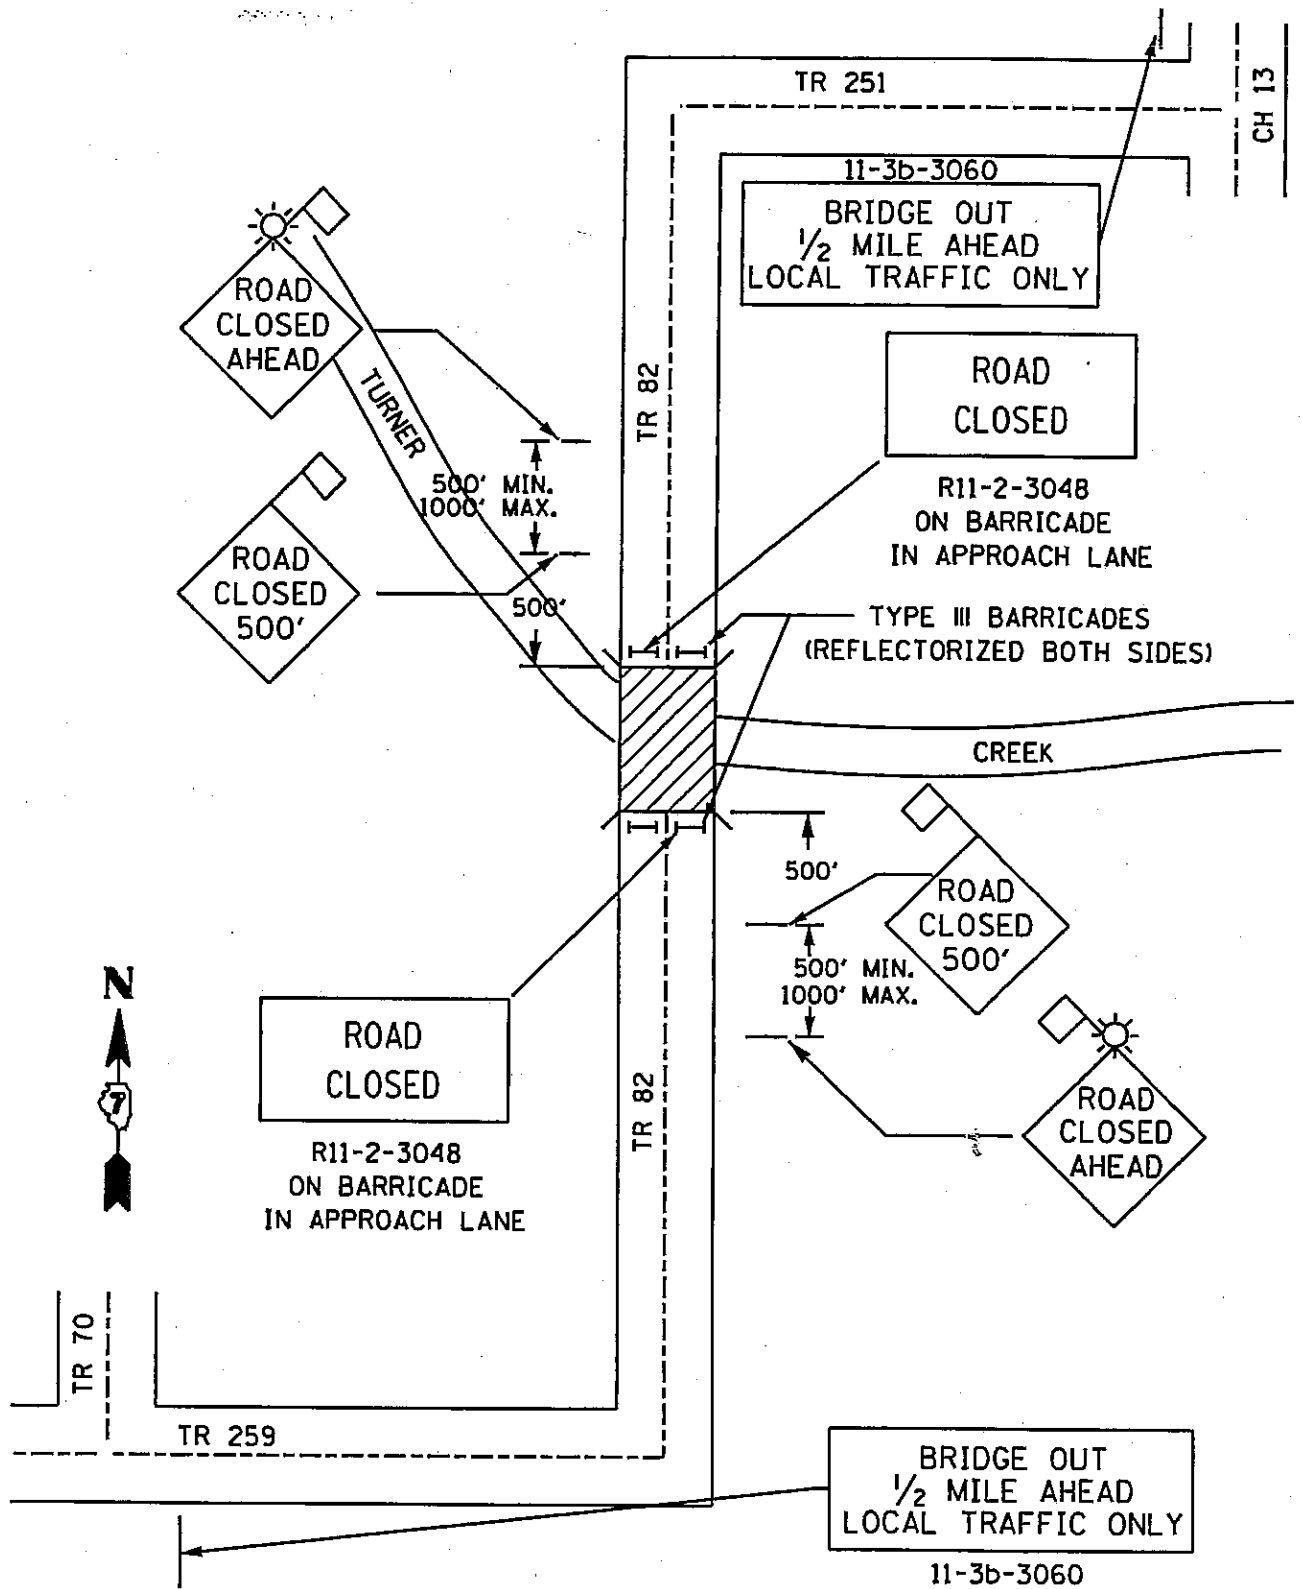 TR 251
CH 13
11-3b-3060
BRIDGE OUT
1/2 MILE AHEAD
LOCAL TRAFFIC ONLY
ROAD
CLOSED
AHEAD
TURNER
TR 82
ROAD
CLOSED
R11-2-3048
ON BARRICADE
IN APPROACH LANE
500' MIN.
1000' MAX.
ROAD
CLOSED
500'
500'
TYPE III BARRICADES
(REFLECTORIZED BOTH SIDES)
CREEK
500'
ROAD
CLOSED
500'
500' MIN.
1000' MAX.
N
7
ROAD
CLOSED
R11-2-3048
ON BARRICADE
IN APPROACH LANE
TR 82
ROAD
CLOSED
AHEAD
TR 70
TR 259
BRIDGE OUT
1/2 MILE AHEAD
LOCAL TRAFFIC ONLY
11-3b-3060